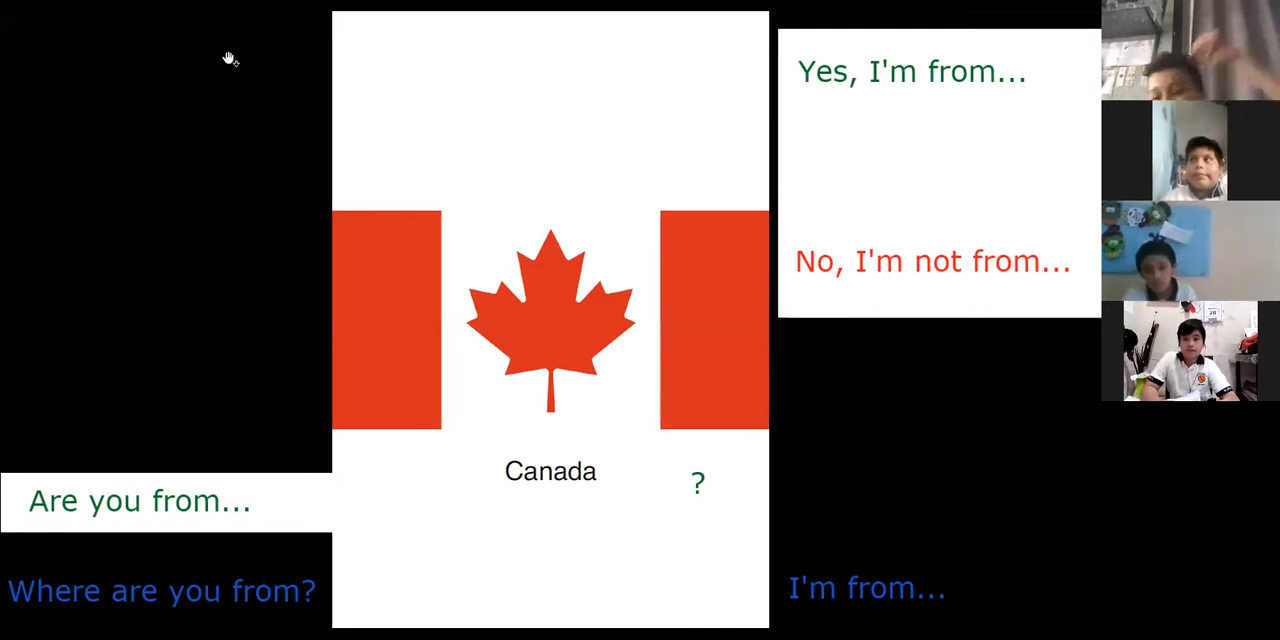 Yes, I'm from...
No, I'm not from...
Canada
?
Are you from...
Where are you from?
I'm from...